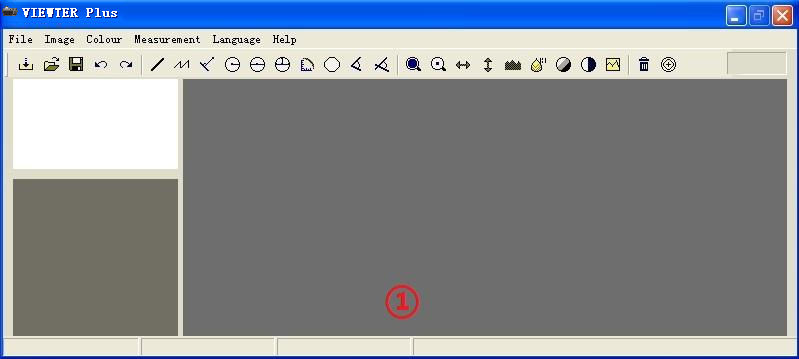 VIEWTER Plus
File Image Colour Measurement Language Help
①